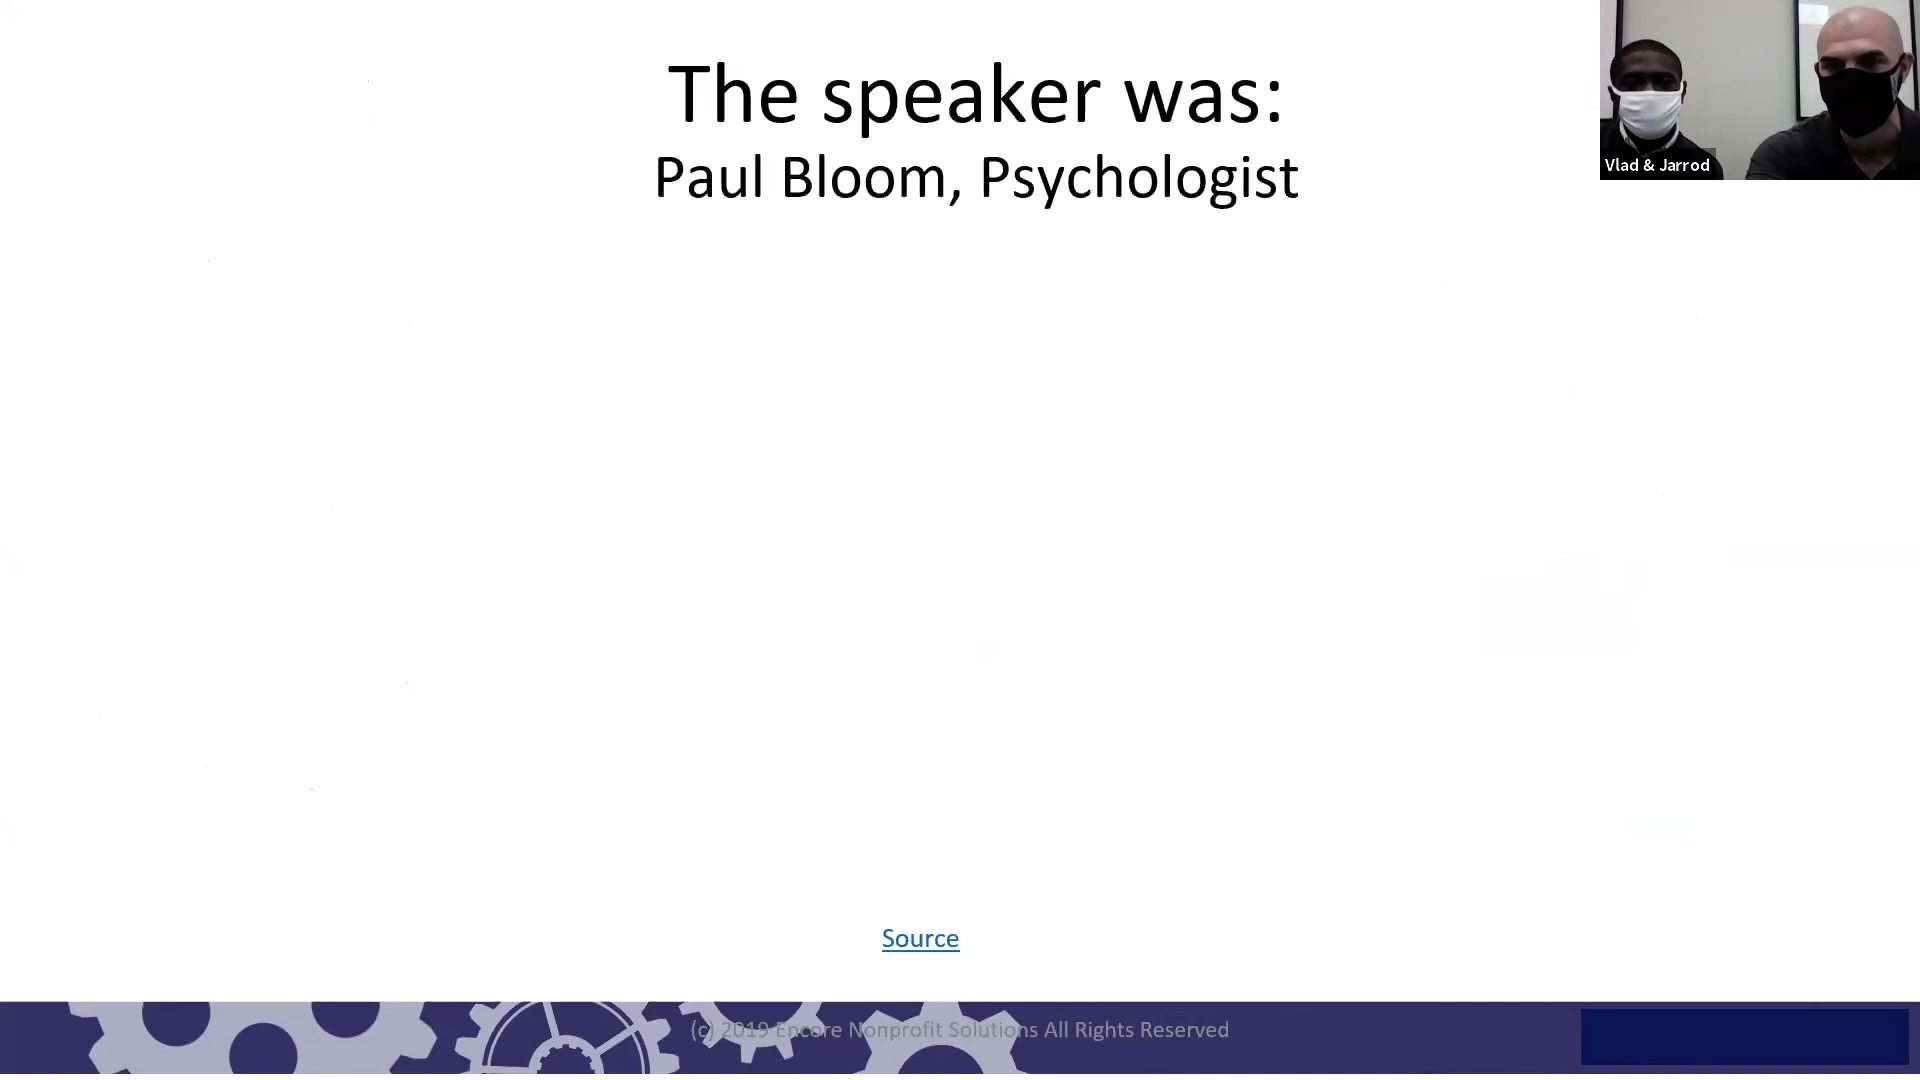 The speaker was:
Paul Bloom, Psychologist
Vlad & Jarrod
Source
(c) 2019 Encore Nonprofit Solutions All Rights Reserved